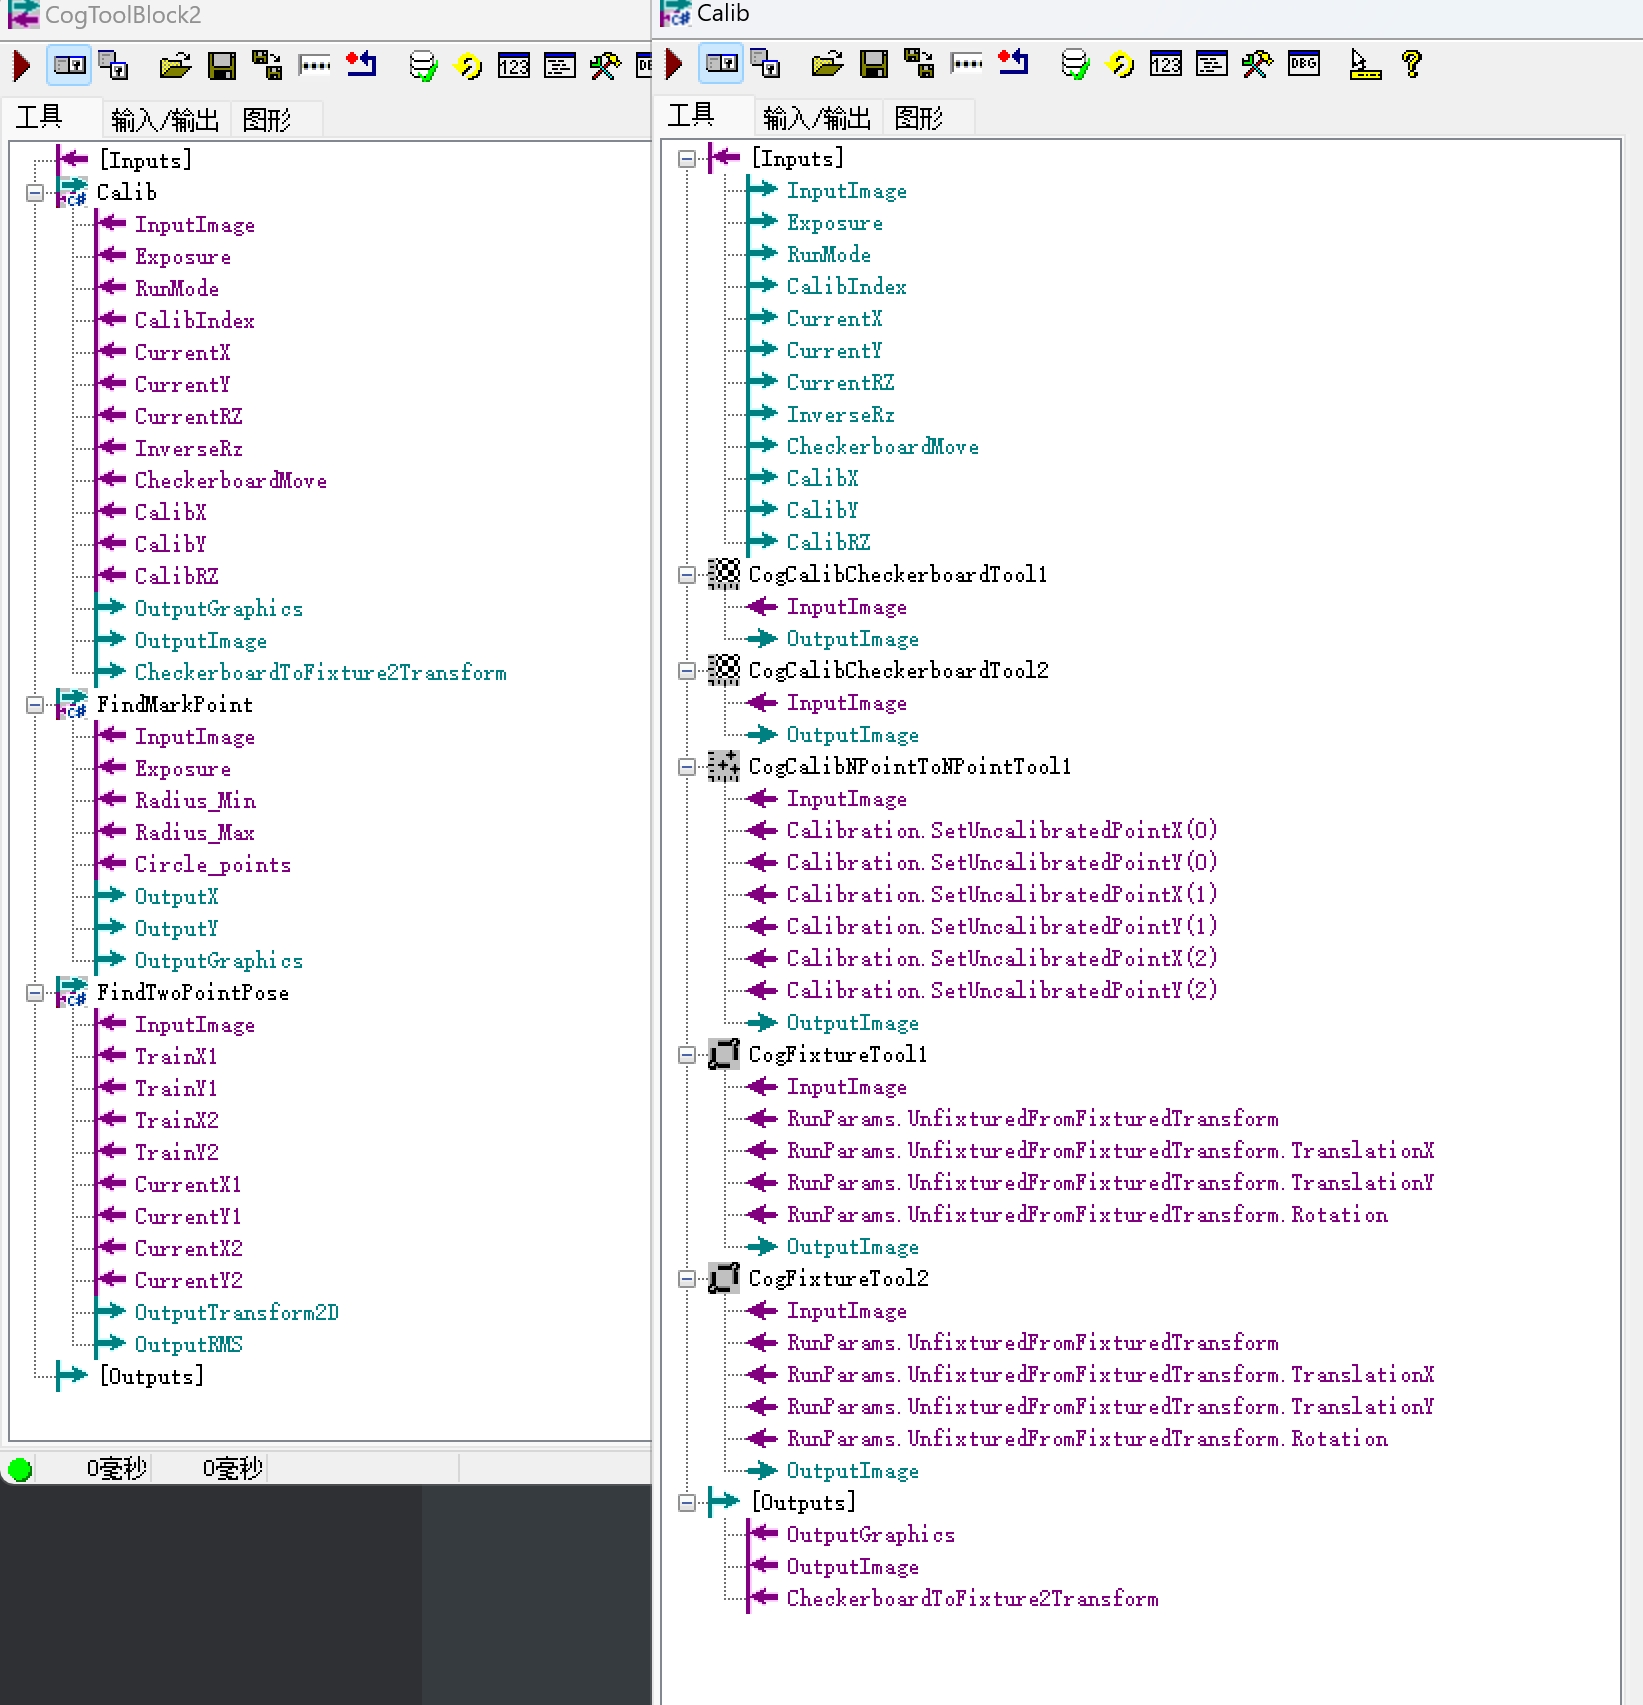 CogToolBlock2
工具 输入/输出 图形
[Inputs]
Calib
InputImage
Exposure
RunMode
CalibIndex
CurrentX
CurrentY
CurrentRZ
InverseRz
CheckerboardMove
CalibX
CalibY
CalibRZ
OutputGraphics
OutputImage
CheckerboardToFixture2Transform
FindMarkPoint
InputImage
Exposure
Radius_Min
Radius_Max
Circle_points
OutputX
OutputY
OutputGraphics
FindTwoPointPose
InputImage
TrainX1
TrainY1
TrainX2
TrainY2
CurrentX1
CurrentY1
CurrentX2
CurrentY2
OutputTransform2D
OutputRMS
[Outputs]
0毫秒 0毫秒
Calib
工具 输入/输出 图形
[Inputs]
InputImage
Exposure
RunMode
CalibIndex
CurrentX
CurrentY
CurrentRZ
InverseRz
CheckerboardMove
CalibX
CalibY
CalibRZ
CogCalibCheckerboardTool1
InputImage
OutputImage
CogCalibCheckerboardTool2
InputImage
OutputImage
CogCalibNPointToNPointTool1
InputImage
Calibration.SetUncalibratedPointX(0)
Calibration.SetUncalibratedPointY(0)
Calibration.SetUncalibratedPointX(1)
Calibration.SetUncalibratedPointY(1)
Calibration.SetUncalibratedPointX(2)
Calibration.SetUncalibratedPointY(2)
OutputImage
CogFixtureTool1
InputImage
RunParams.UnfixturedFromFixturedTransform
RunParams.UnfixturedFromFixturedTransform.TranslationX
RunParams.UnfixturedFromFixturedTransform.TranslationY
RunParams.UnfixturedFromFixturedTransform.Rotation
OutputImage
CogFixtureTool2
InputImage
RunParams.UnfixturedFromFixturedTransform
RunParams.UnfixturedFromFixturedTransform.TranslationX
RunParams.UnfixturedFromFixturedTransform.TranslationY
RunParams.UnfixturedFromFixturedTransform.Rotation
OutputImage
[Outputs]
OutputGraphics
OutputImage
CheckerboardToFixture2Transform